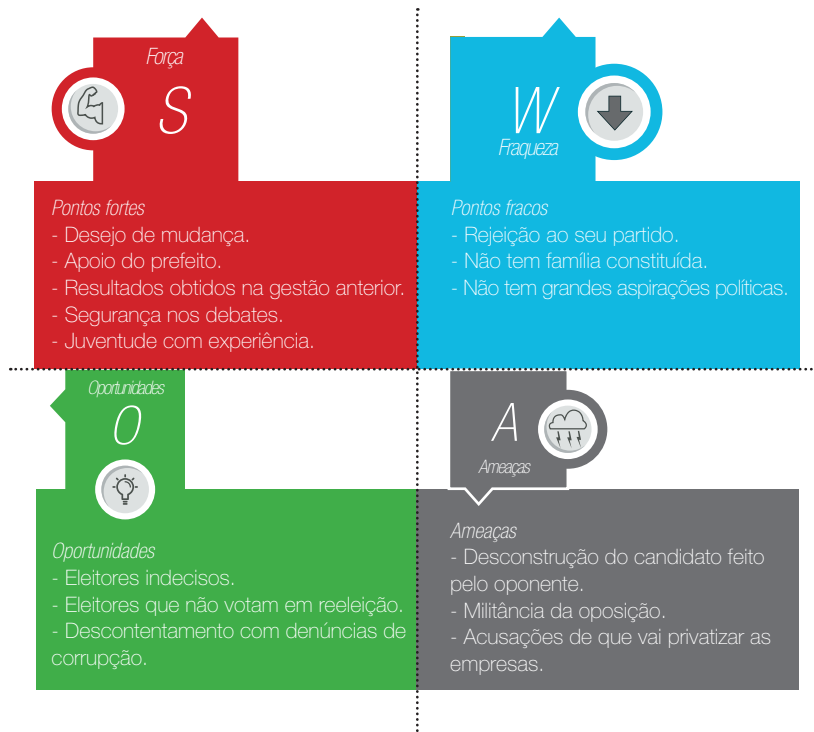 Força
S
Pontos fortes
- Desejo de mudança.
- Apoio do prefeito.
- Resultados obtidos na gestão anterior.
- Segurança nos debates.
- Juventude com experiência.
W
Fraqueza
Pontos fracos
- Rejeição ao seu partido.
- Não tem família constituída.
- Não tem grandes aspirações políticas.
Oportunidades
O
Oportunidades
- Eleitores indecisos.
- Eleitores que não votam em reeleição.
- Descontentamento com denúncias de
corrupção.
A
Ameaças
Ameaças
- Desconstrução do candidato feito
pelo oponente.
- Militância da oposição.
- Acusações de que vai privatizar as
empresas.